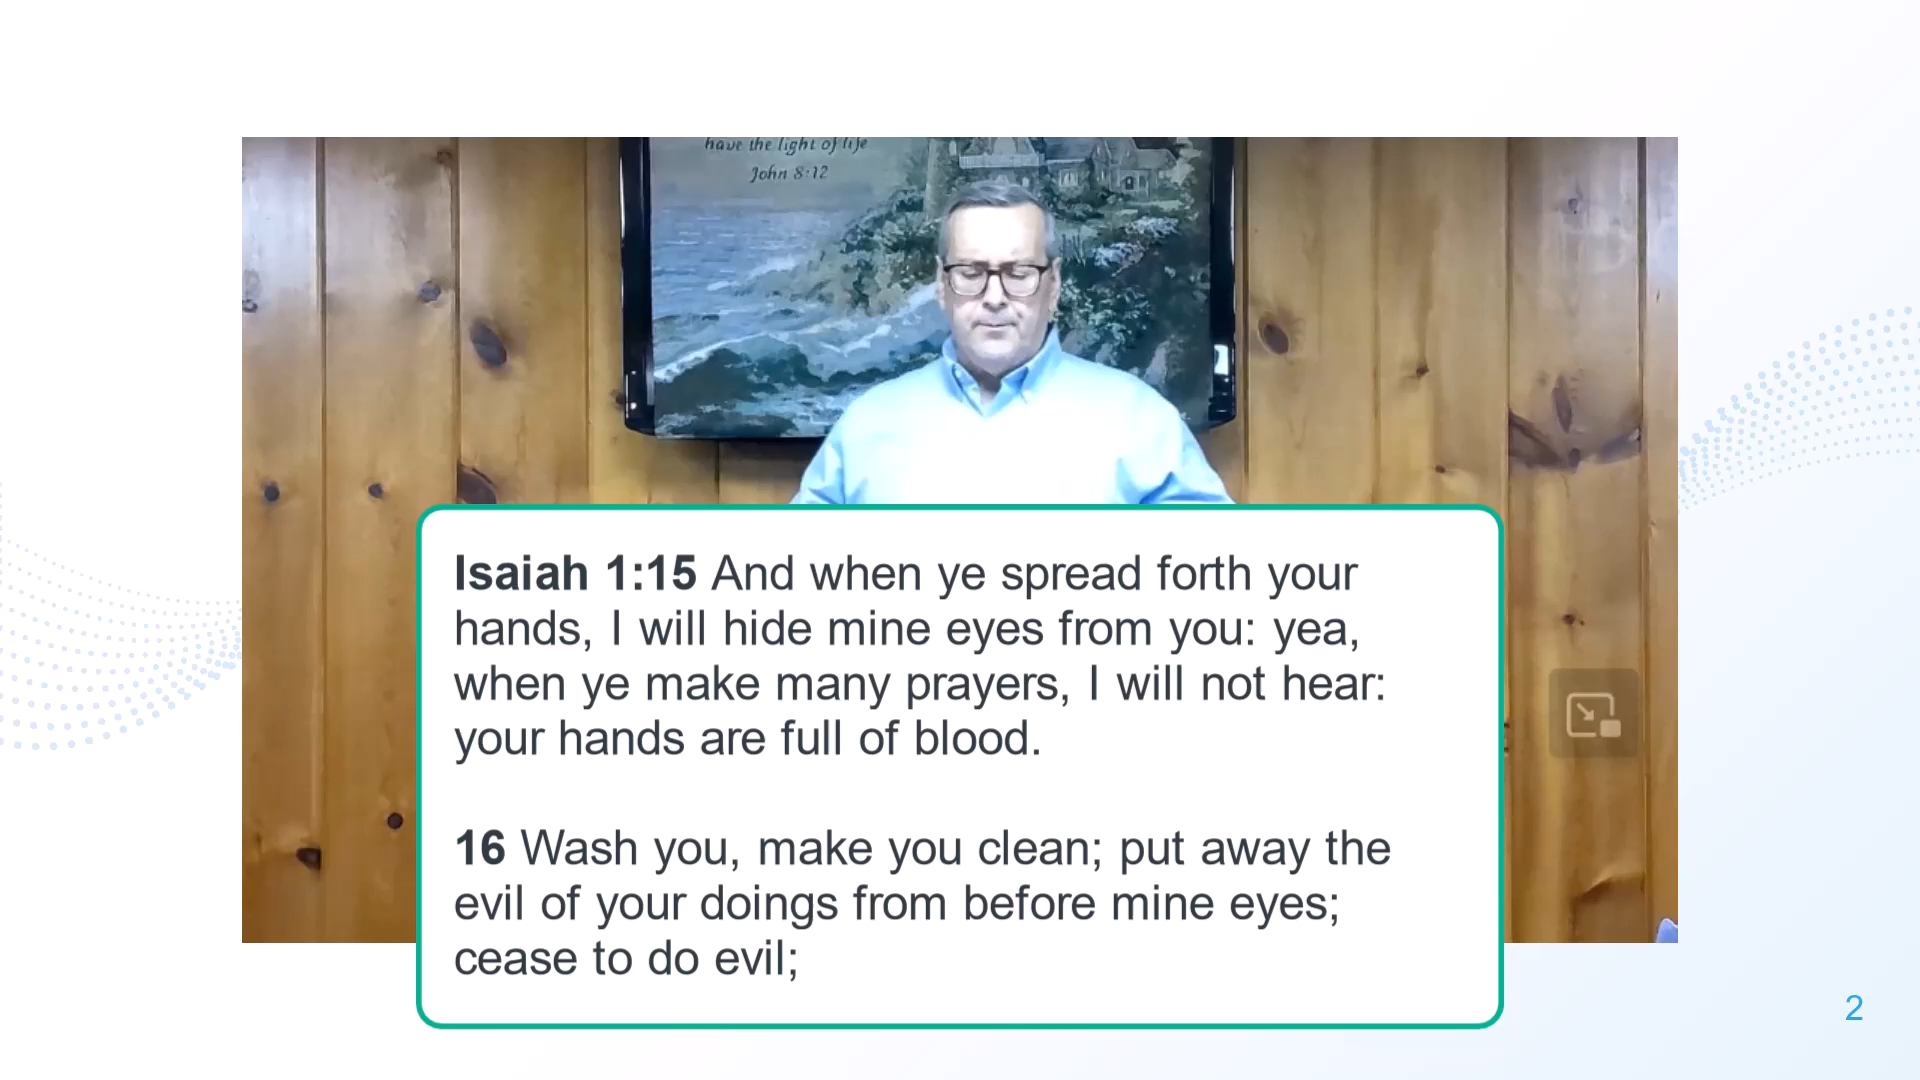 have the light of life
John 8:12
Isaiah 1:15 And when ye spread forth your
hands, I will hide mine eyes from you: yea,
when ye make many prayers, I will not hear:
your hands are full of blood.
16 Wash you, make you clean; put away the
evil of your doings from before mine eyes;
cease to do evil;
2